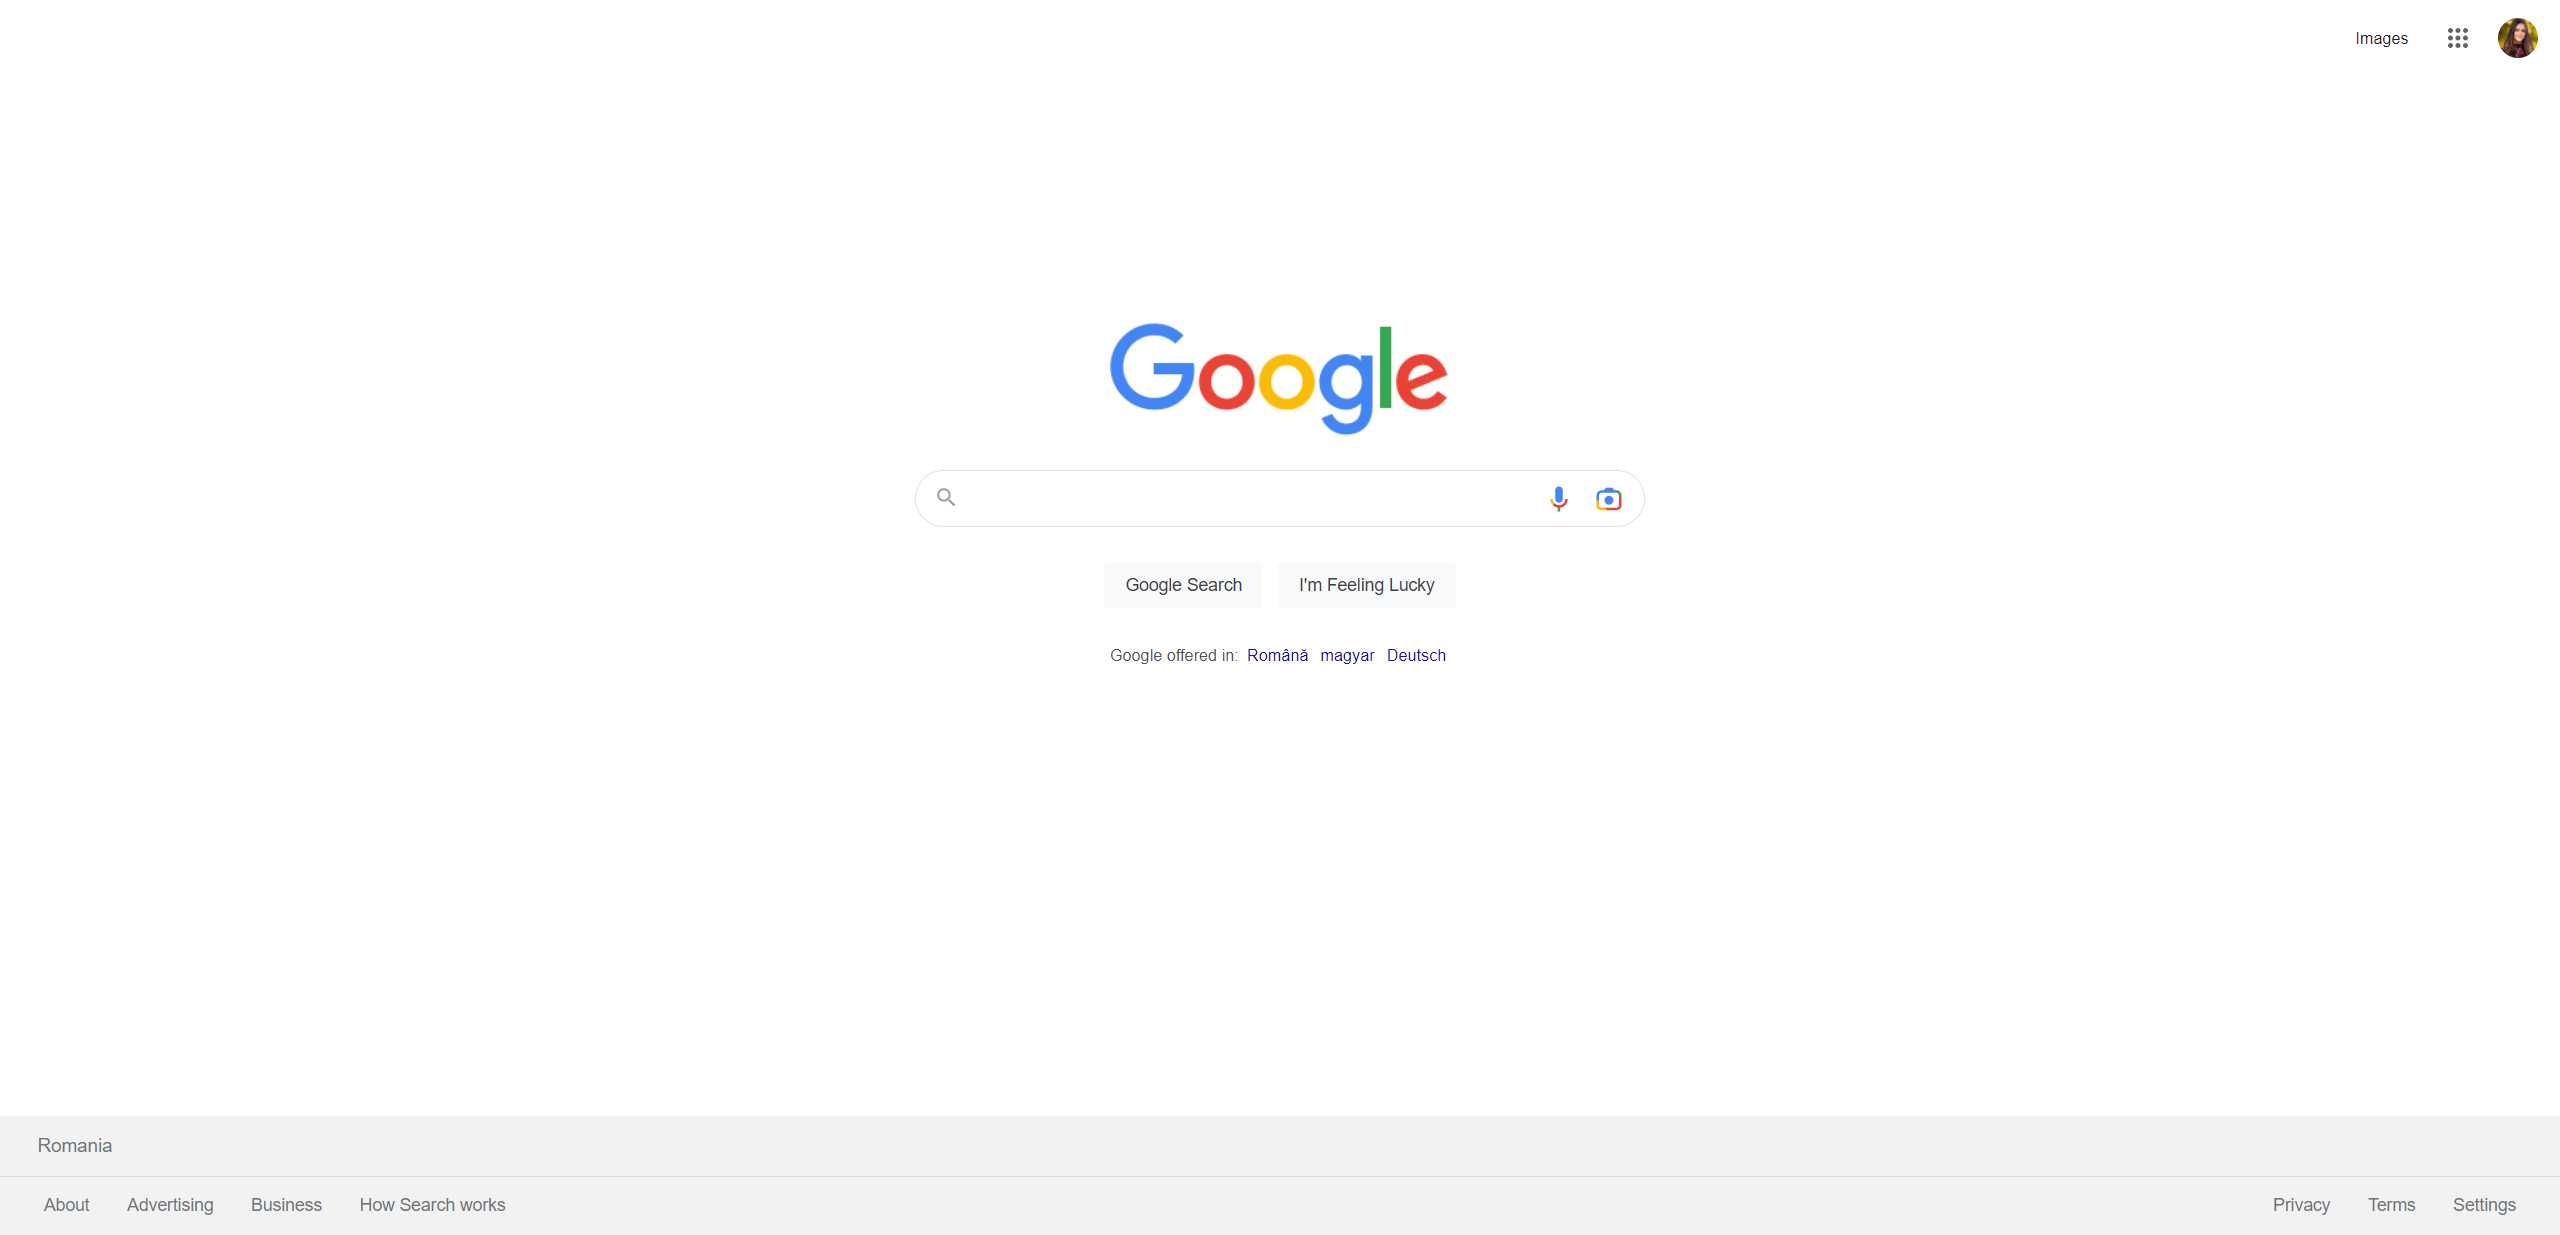 Images
Google
Google Search I'm Feeling Lucky
Google offered in: Română magyar Deutsch
Romania
About Advertising Business How Search works Privacy Terms Settings